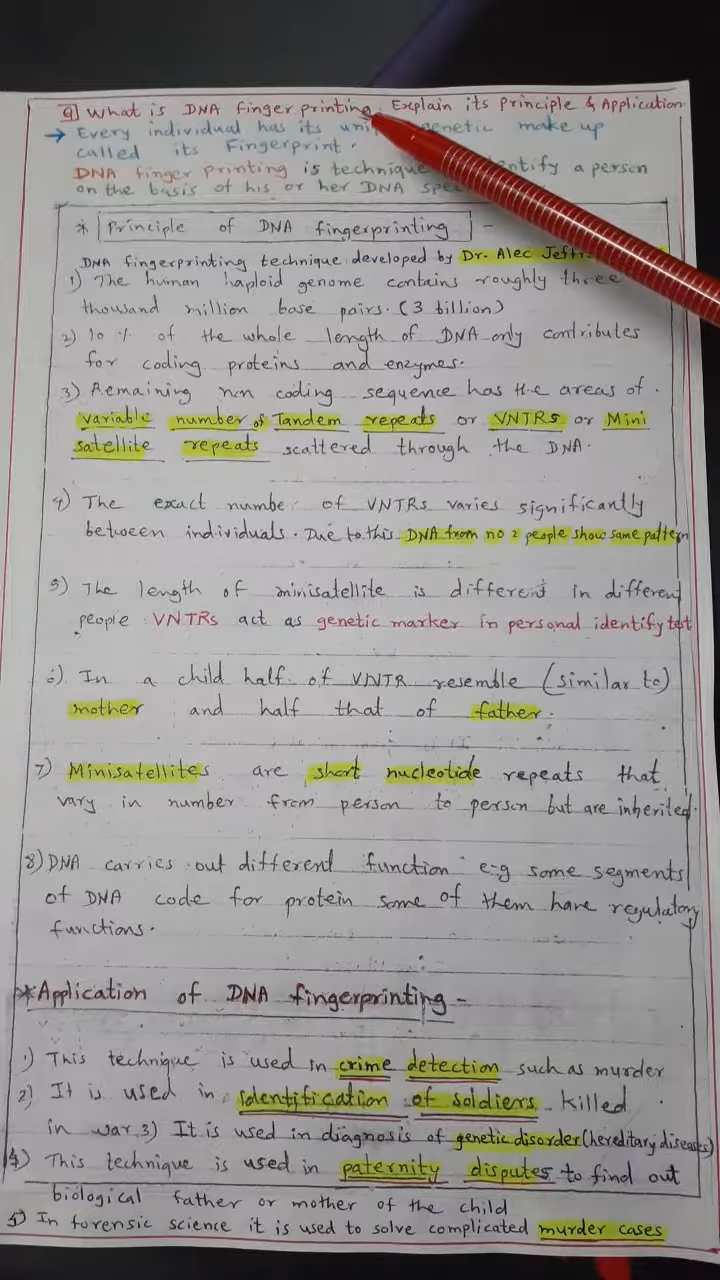 Q] What is DNA finger printing. Explain its principle & Application
→ Every individual has its genetic make up
called its Fingerprint.
DNA finger printing is technique a person
on the basis of his or her DNA
* Principle of DNA fingerprinting -
DNA fingerprinting technique developed by Dr. Alec
1) The human haploid genome contains roughly three
thousand million base pairs. (3 billion)
2) 10 % of the whole length of DNA only contributes
for coding proteins and enzymes.
3) Remaining non coding sequence has the areas of
variable number of Tandem repeats or VNTRs or Mini
satellite repeats scattered through the DNA.
4) The exact number of VNTRs varies significantly
between individuals. Due to this DNA from no 2 people show same pattern
5) The length of minisatellite is different in different
people VNTRs act as genetic marker in personal identify test
6) In a child half of VNTR resemble (similar to)
mother and half that of father.
7) Minisatellites are short nucleotide repeats that
vary in number from person to person but are inherited.
8) DNA carries out different function e.g some segments
of DNA code for protein some of them have regulatory
functions.
* Application of DNA fingerprinting -
1) This technique is used in crime detection such as murder
2) It is used in identification of soldiers killed
in war. 3) It is used in diagnosis of genetic disorder (hereditary diseases)
4) This technique is used in paternity disputes to find out
biological father or mother of the child
5) In forensic science it is used to solve complicated murder cases